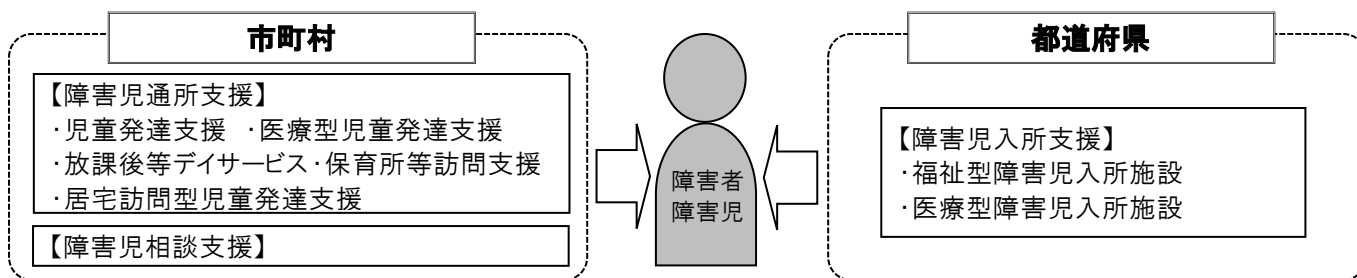 市町村
【障害児通所支援】
・児童発達支援 ・医療型児童発達支援
・放課後等デイサービス・保育所等訪問支援
・居宅訪問型児童発達支援
【障害児相談支援】
障害者
障害児
都道府県
【障害児入所支援】
・福祉型障害児入所施設
・医療型障害児入所施設